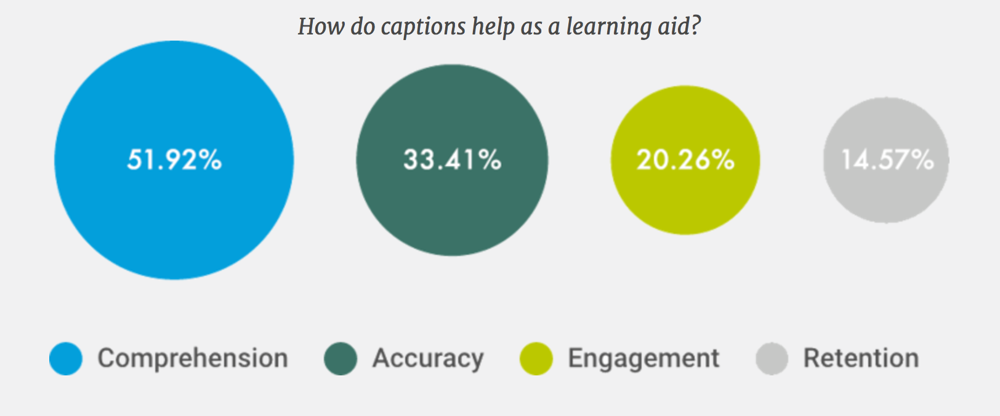 How do captions help as a learning aid?
51.92% 33.41% 20.26% 14.57%
Comprehension Accuracy Engagement Retention